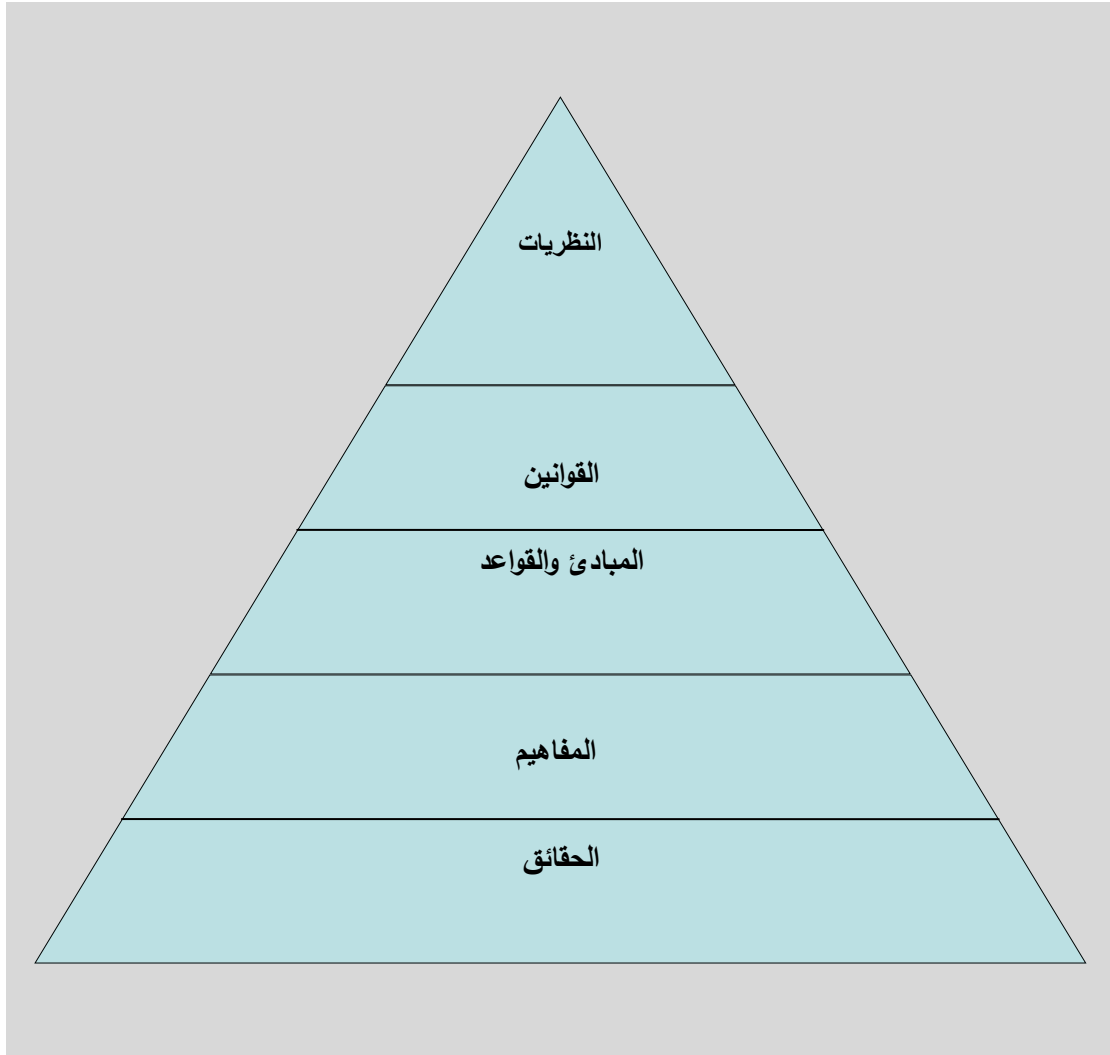 النظريات
القوانين
المبادئ والقواعد
المفاهيم
الحقائق